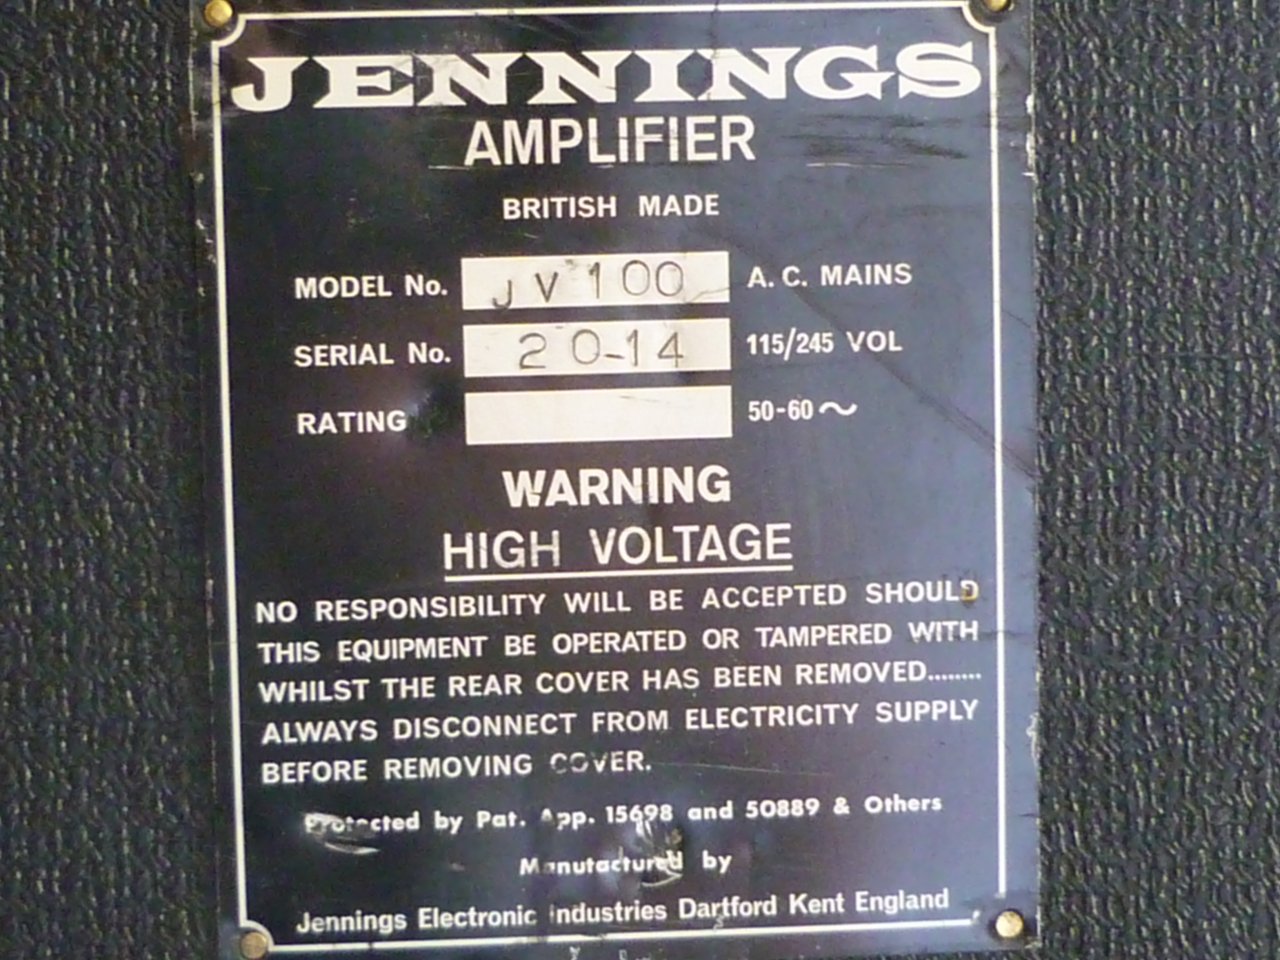 JENNINGS
AMPLIFIER
BRITISH MADE
MODEL No. JV100 A.C. MAINS
SERIAL No. 20-14 115/245 VOL
RATING 50-60~
WARNING
HIGH VOLTAGE
NO RESPONSIBILITY WILL BE ACCEPTED SHOULD
THIS EQUIPMENT BE OPERATED OR TAMPERED WITH
WHILST THE REAR COVER HAS BEEN REMOVED........
ALWAYS DISCONNECT FROM ELECTRICITY SUPPLY
BEFORE REMOVING COVER.
Protected by Pat. App. 15698 and 50889 & Others
Manufactured by
Jennings Electronic Industries Dartford Kent England